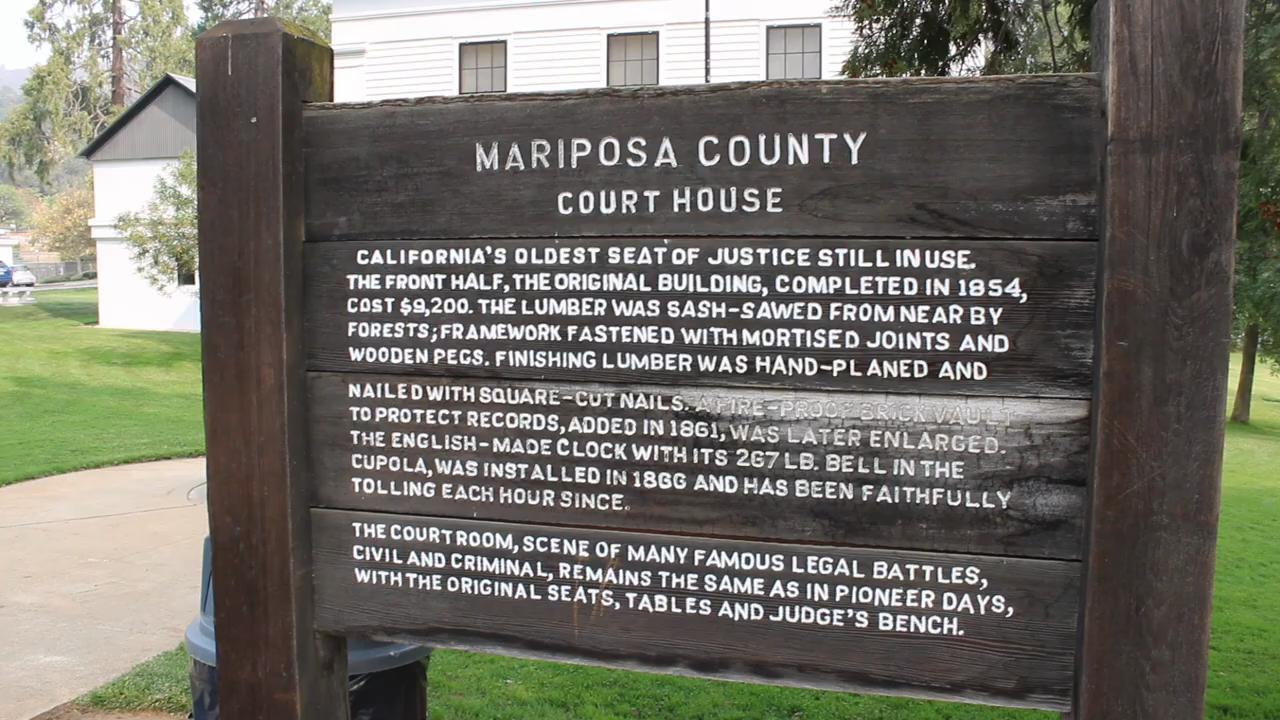 MARIPOSA COUNTY
COURT HOUSE
CALIFORNIA'S OLDEST SEAT OF JUSTICE STILL IN USE.
THE FRONT HALF, THE ORIGINAL BUILDING, COMPLETED IN 1854,
COST $9,200. THE LUMBER WAS SASH-SAWED FROM NEAR BY
FORESTS; FRAMEWORK FASTENED WITH MORTISED JOINTS AND
WOODEN PEGS. FINISHING LUMBER WAS HAND-PLANED AND
NAILED WITH SQUARE-CUT NAILS. A FIRE-PROOF BRICK VAULT
TO PROTECT RECORDS, ADDED IN 1861, WAS LATER ENLARGED.
THE ENGLISH-MADE CLOCK WITH ITS 267 LB. BELL IN THE
CUPOLA, WAS INSTALLED IN 1866 AND HAS BEEN FAITHFULLY
TOLLING EACH HOUR SINCE.
THE COURTROOM, SCENE OF MANY FAMOUS LEGAL BATTLES,
CIVIL AND CRIMINAL, REMAINS THE SAME AS IN PIONEER DAYS,
WITH THE ORIGINAL SEATS, TABLES AND JUDGE'S BENCH.